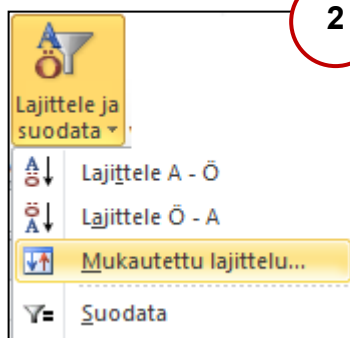 2
Lajittele ja
suodata
Lajittele A - Ö
Lajittele Ö - A
Mukautettu lajittelu...
Suodata